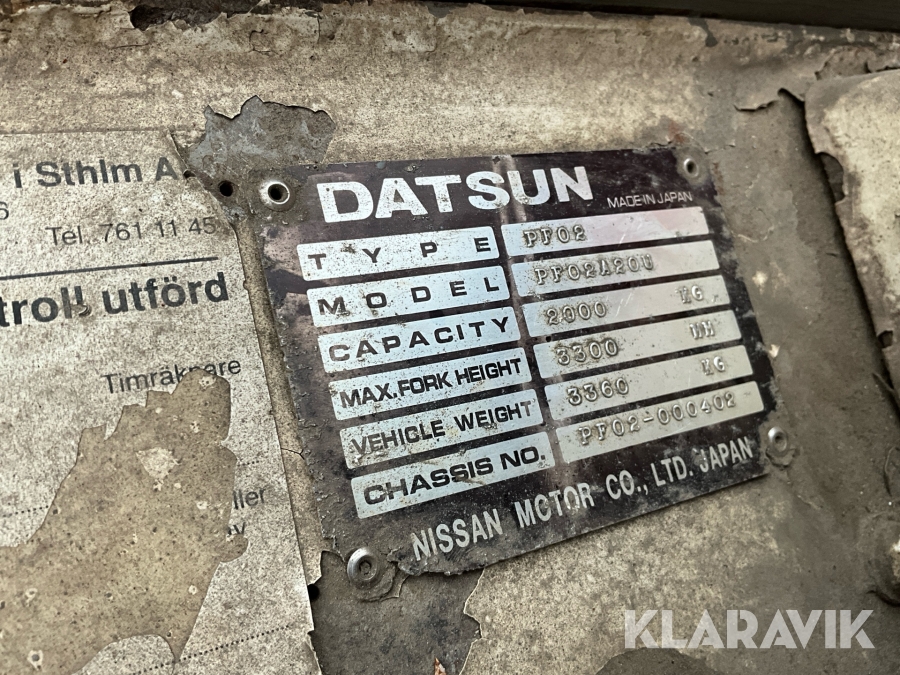 i Sthlm A
6
Tel. 761 11 45
troll utförd
Timräknare
DATSUN
MADE IN JAPAN
TYPE PF02
MODEL PF02A20U
CAPACITY 2000 KG
MAX. FORK HEIGHT 3300 MM
VEHICLE WEIGHT 3360 KG
CHASSIS NO. PF02-000402
NISSAN MOTOR CO., LTD. JAPAN
KLARAVIK